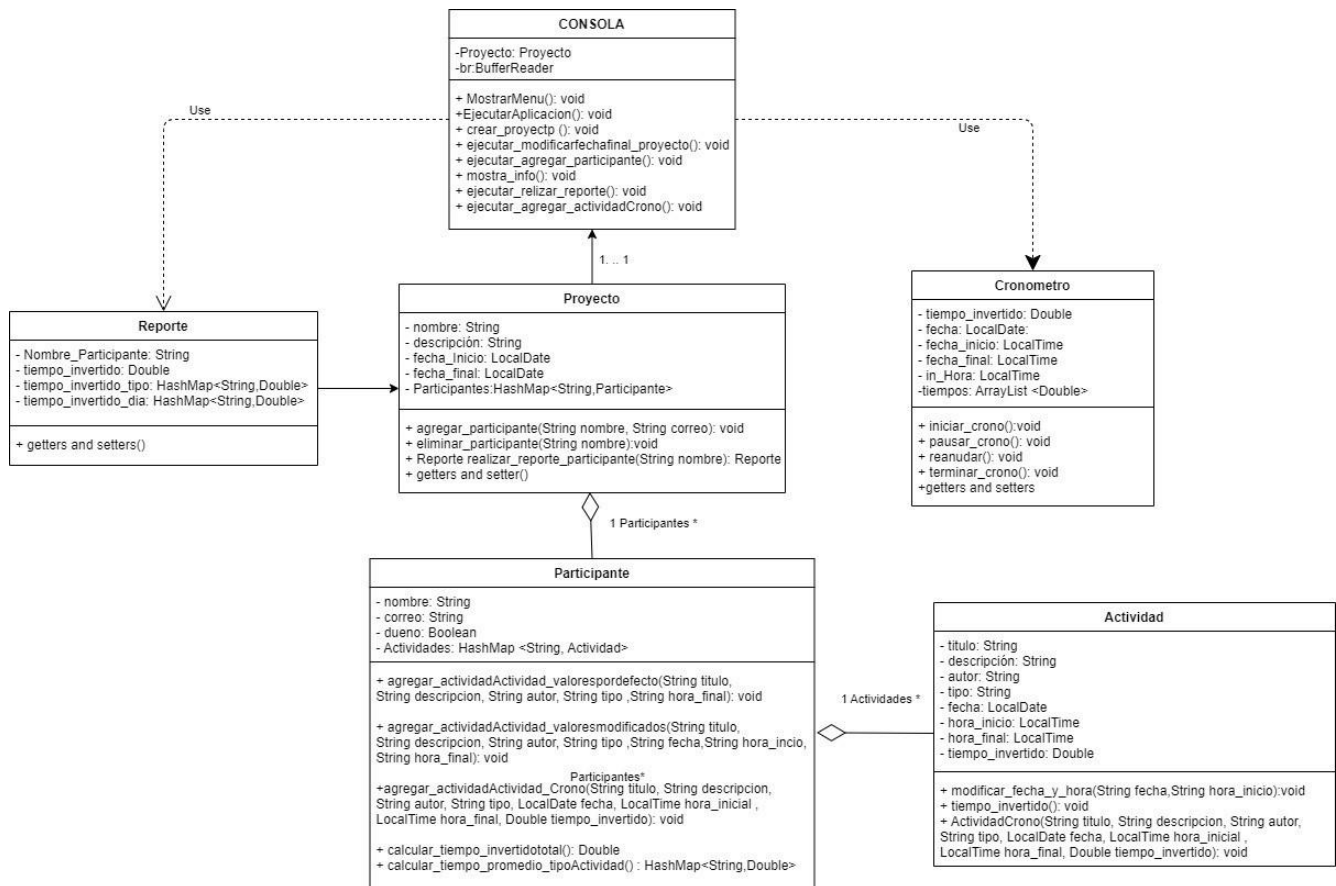 CONSOLA
-Proyecto: Proyecto
-br:BufferReader
+ MostrarMenu(): void
+EjecutarAplicacion(): void
+ crear_proyectp (): void
+ ejecutar_modificarfechafinal_proyecto(): void
+ ejecutar_agregar_participante(): void
+ mostra_info(): void
+ ejecutar_relizar_reporte(): void
+ ejecutar_agregar_actividadCrono(): void
Use
Use
1. .. 1
Reporte
- Nombre_Participante: String
- tiempo_invertido: Double
- tiempo_invertido_tipo: HashMap<String,Double>
- tiempo_invertido_dia: HashMap<String,Double>
+ getters and setters()
Proyecto
- nombre: String
- descripción: String
- fecha_Inicio: LocalDate
- fecha_final: LocalDate
- Participantes:HashMap<String,Participante>
+ agregar_participante(String nombre, String correo): void
+ eliminar_participante(String nombre):void
+ Reporte realizar_reporte_participante(String nombre): Reporte
+ getters and setter()
Cronometro
- tiempo_invertido: Double
- fecha: LocalDate:
- fecha_inicio: LocalTime
- fecha_final: LocalTime
- in_Hora: LocalTime
-tiempos: ArrayList <Double>
+ iniciar_crono():void
+ pausar_crono(): void
+ reanudar(): void
+ terminar_crono(): void
+getters and setters
1 Participantes *
Participante
- nombre: String
- correo: String
- dueno: Boolean
- Actividades: HashMap <String, Actividad>
+ agregar_actividadActividad_valorespordefecto(String titulo,
String descripcion, String autor, String tipo ,String hora_final): void
+ agregar_actividadActividad_valoresmodificados(String titulo,
String descripcion, String autor, String tipo ,String fecha,String hora_incio,
String hora_final): void
Participantes*
+agregar_actividadActividad_Crono(String titulo, String descripcion,
String autor, String tipo, LocalDate fecha, LocalTime hora_inicial ,
LocalTime hora_final, Double tiempo_invertido): void
+ calcular_tiempo_invertidototal(): Double
+ calcular_tiempo_promedio_tipoActividad() : HashMap<String,Double>
1 Actividades *
Actividad
- titulo: String
- descripción: String
- autor: String
- tipo: String
- fecha: LocalDate
- hora_inicio: LocalTime
- hora_final: LocalTime
- tiempo_invertido: Double
+ modificar_fecha_y_hora(String fecha,String hora_inicio):void
+ tiempo_invertido(): void
+ ActividadCrono(String titulo, String descripcion, String autor,
String tipo, LocalDate fecha, LocalTime hora_inicial ,
LocalTime hora_final, Double tiempo_invertido): void